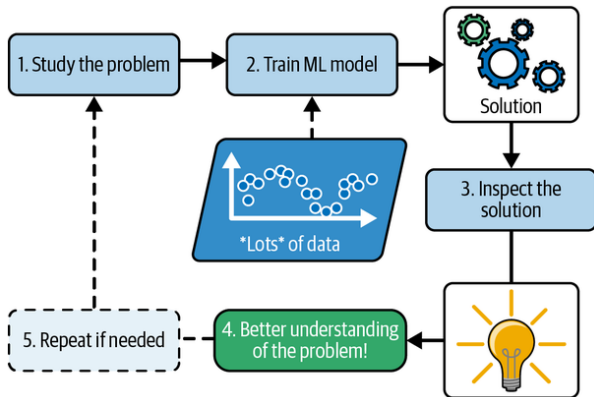 1. Study the problem
2. Train ML model
Solution
*Lots* of data
3. Inspect the
solution
4. Better understanding
of the problem!
5. Repeat if needed